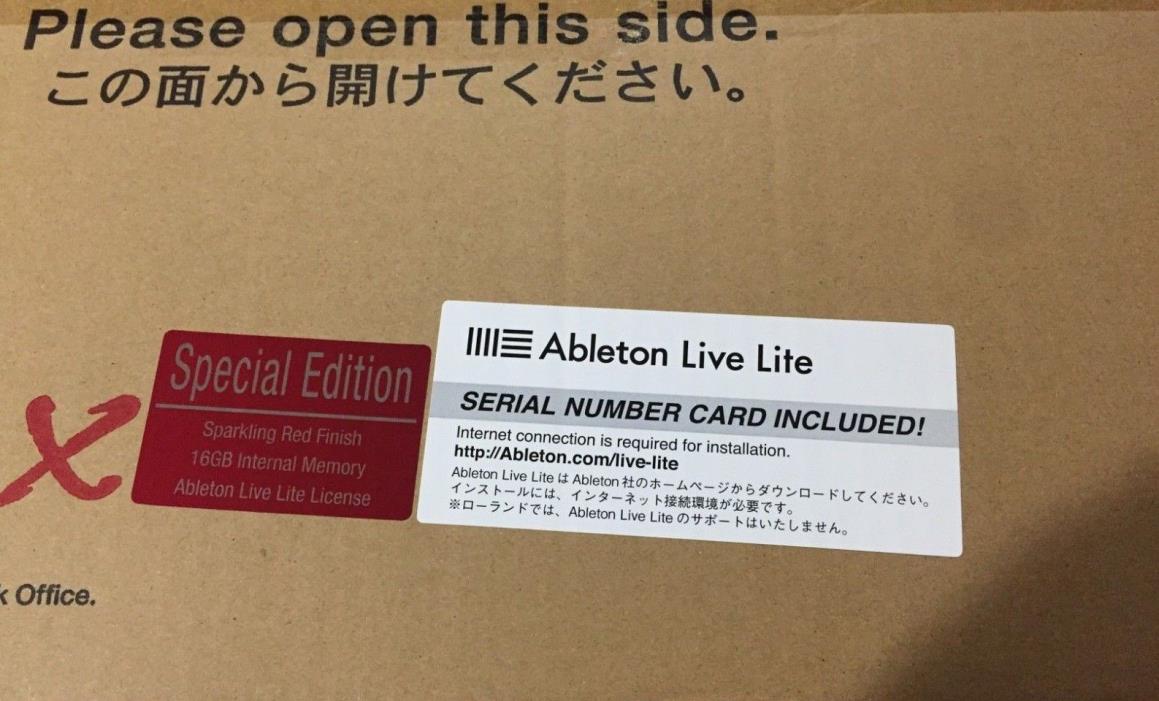 Please open this side.
この面から開けてください。
X
Special Edition
Sparkling Red Finish
16GB Internal Memory
Ableton Live Lite License
Ableton Live Lite
SERIAL NUMBER CARD INCLUDED!
Internet connection is required for installation.
http://Ableton.com/live-lite
Ableton Live Lite は Ableton 社のホームページからダウンロードしてください。
インストールには、インターネット接続環境が必要です。
※ローランドでは、Ableton Live Lite のサポートはいたしません。
k Office.